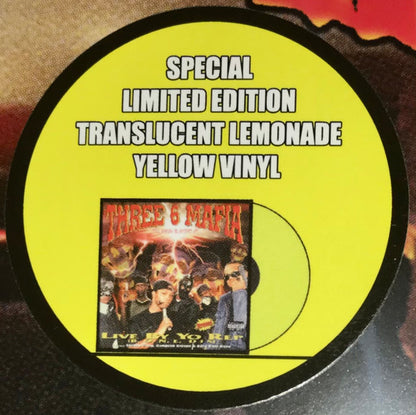 SPECIAL
LIMITED EDITION
TRANSLUCENT LEMONADE
YELLOW VINYL
THREE 6 MAFIA
LIVE BY YO REP